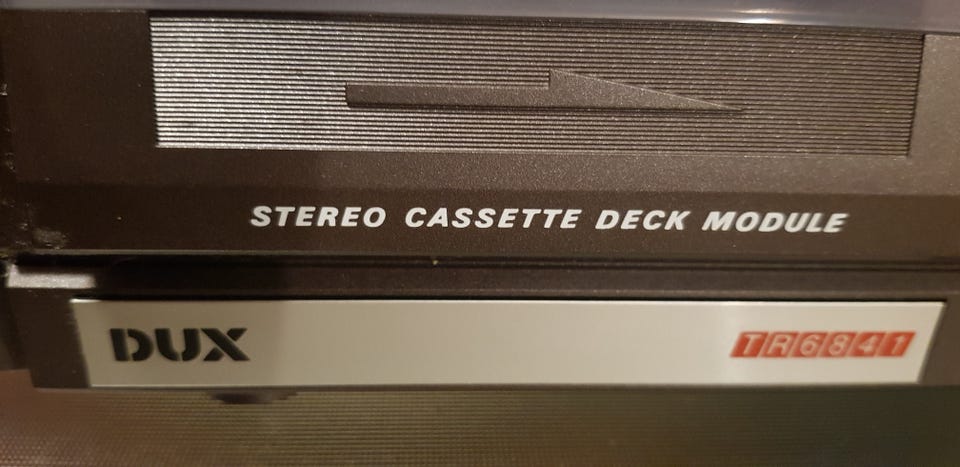 STEREO CASSETTE DECK MODULE
DUX TR6841